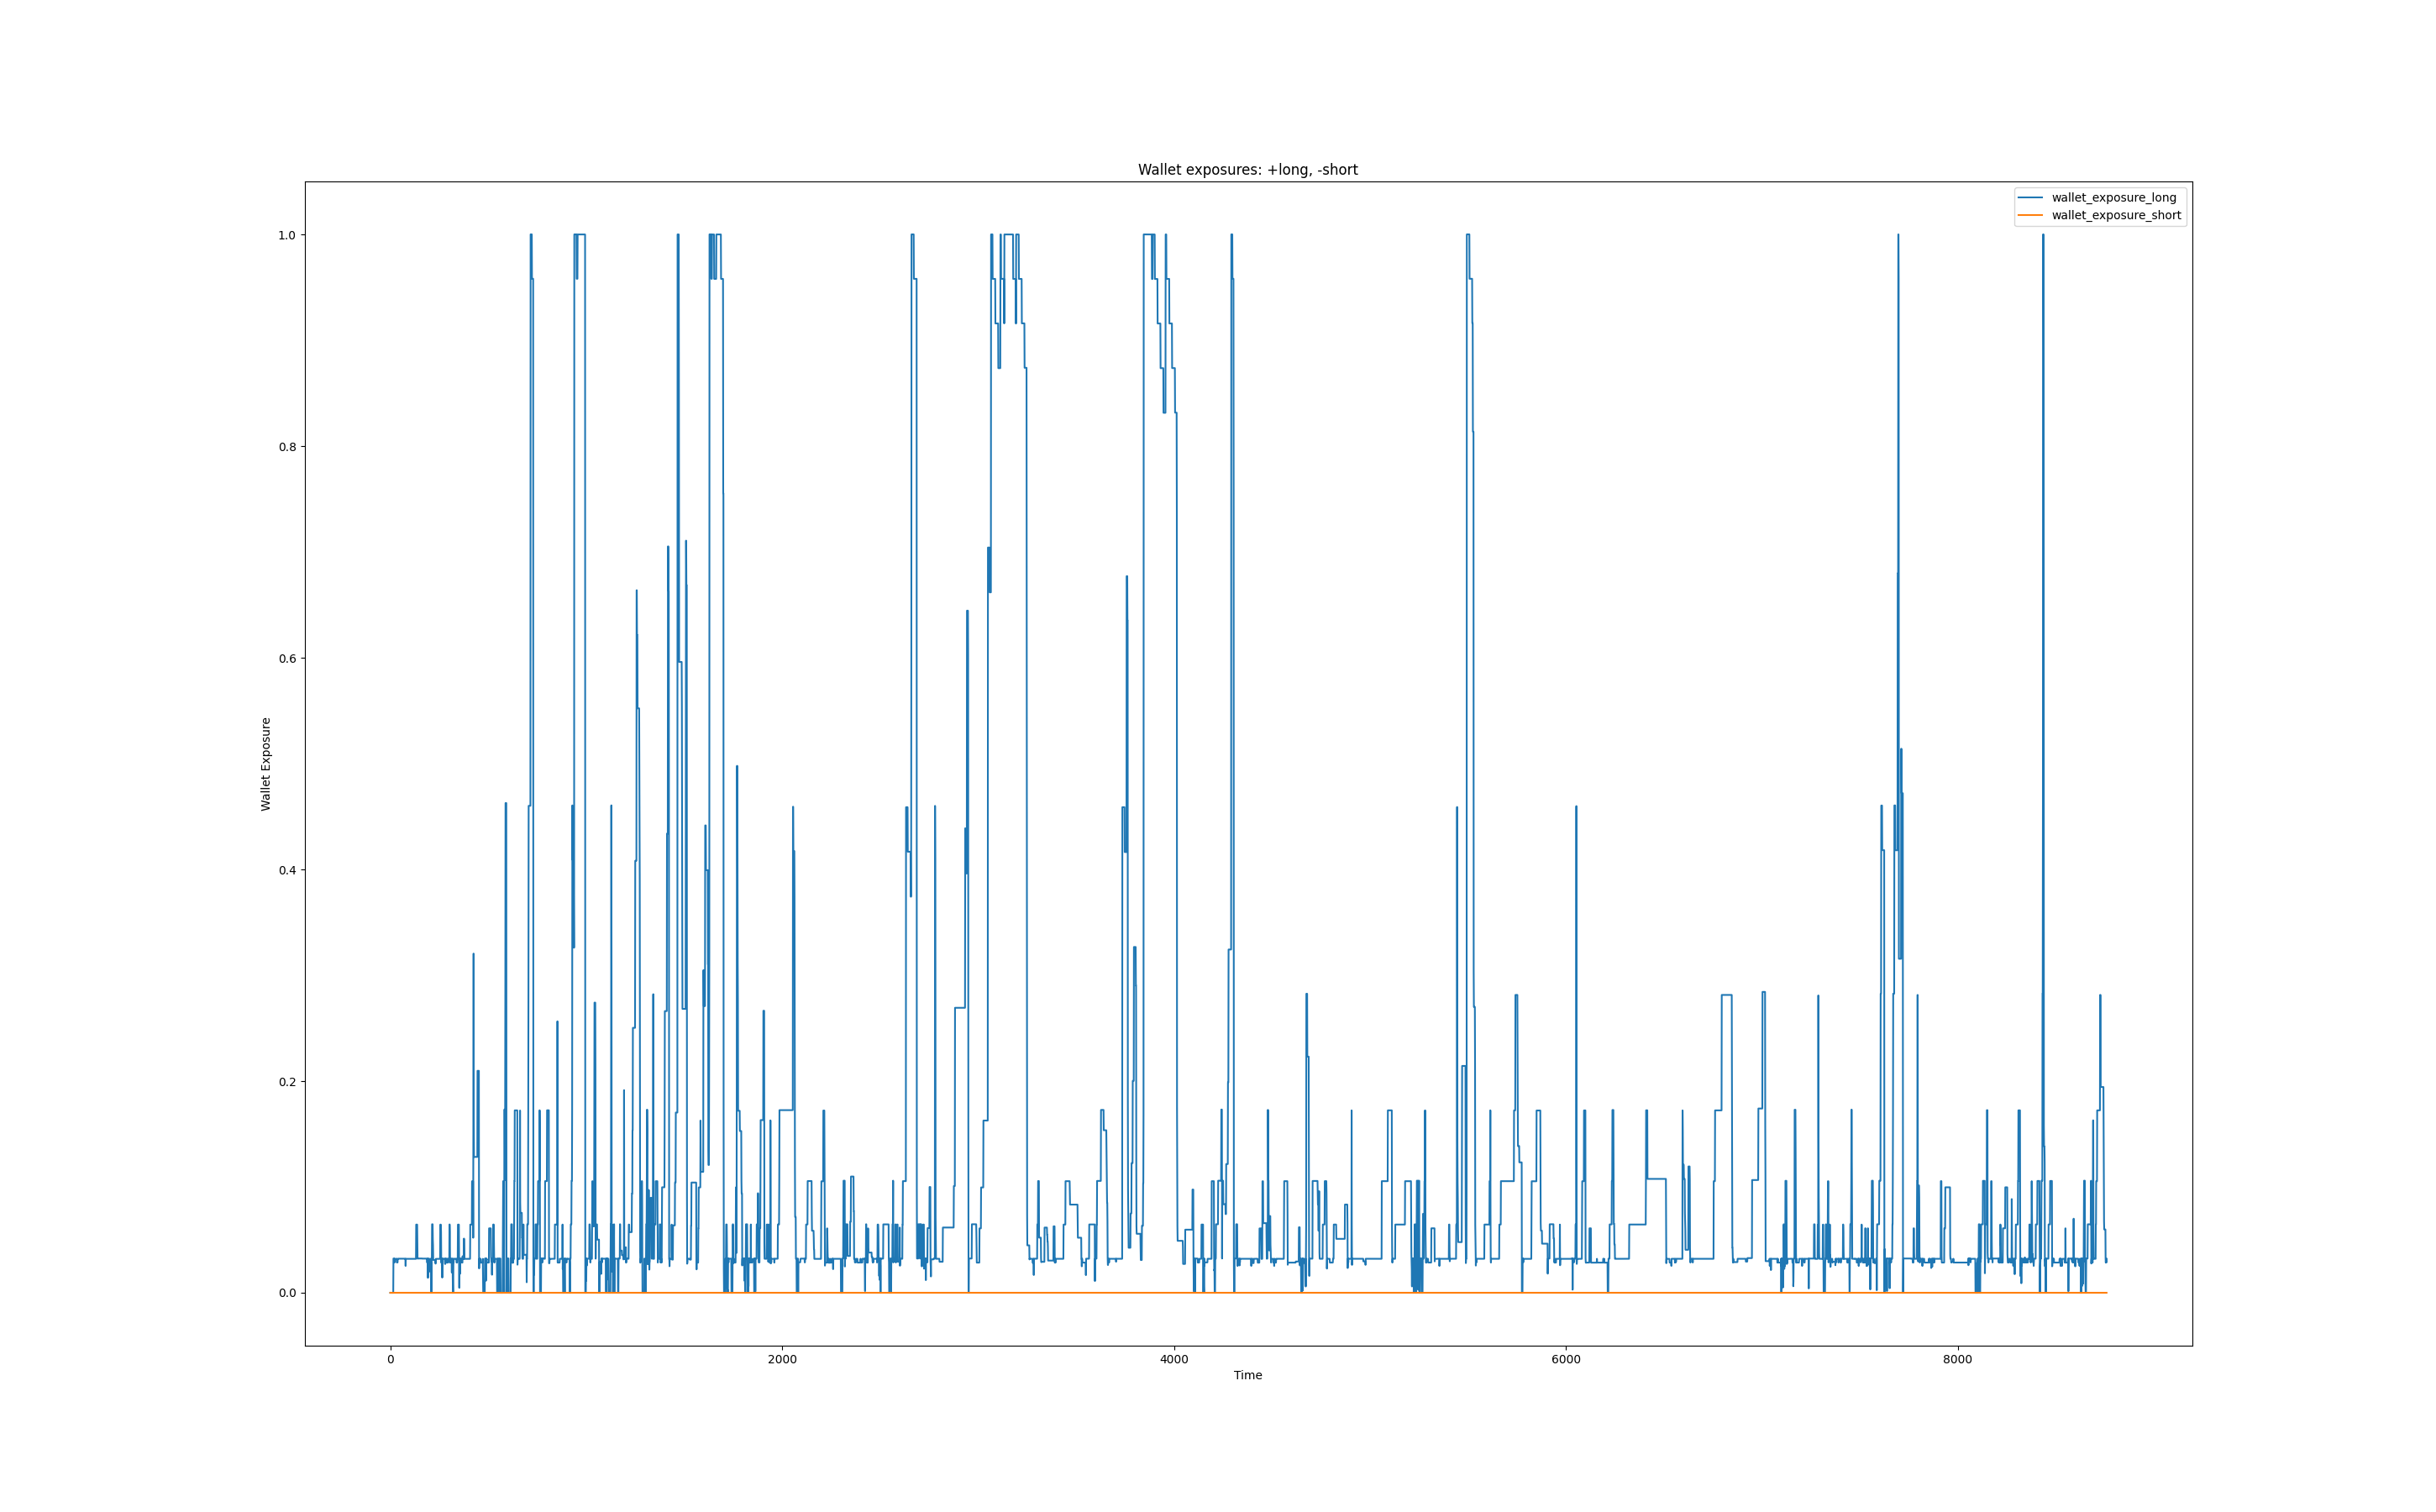 Wallet exposures: +long, -short
wallet_exposure_long
wallet_exposure_short
1.0
0.8
0.6
0.4
0.2
0.0
Wallet Exposure
0 2000 4000 6000 8000
Time